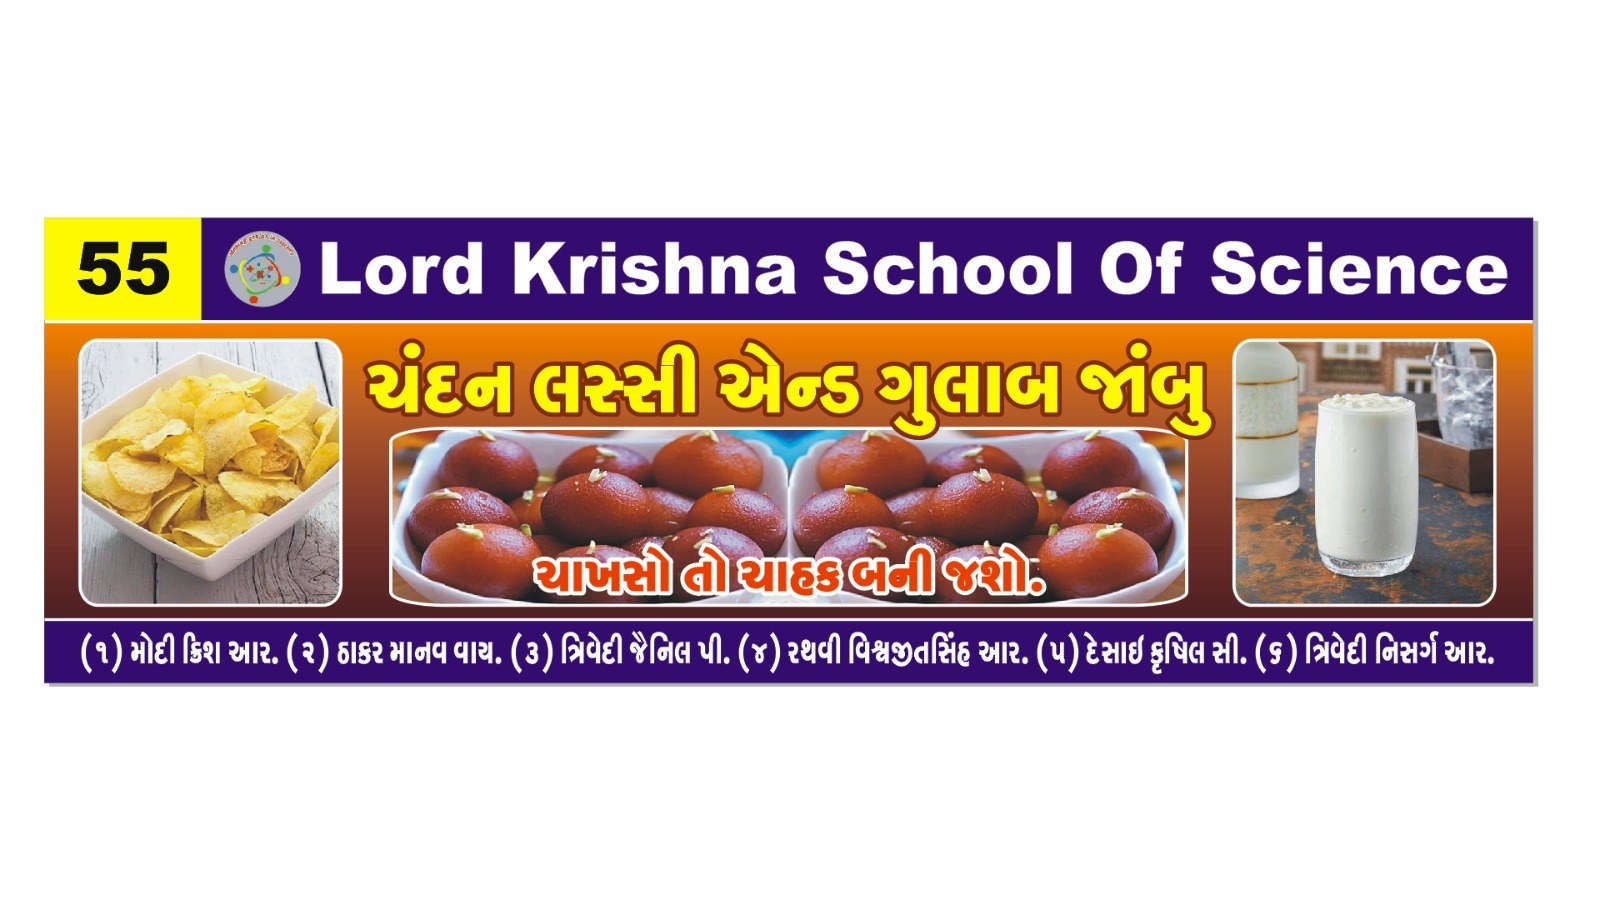 55 Lord Krishna School Of Science
ચંદન લસ્સી એન્ડ ગુલાબ જાંબુ
ચાખસો તો ચાહક બની જશો.
(૧) મોદી ક્રિશ આર. (૨) ઠાકર માનવ વાય. (૩) ત્રિવેદી જૈનિલ પી. (૪) રથવી વિશ્વજીતસિંહ આર. (૫) દેસાઇ કૃષિલ સી. (૬) ત્રિવેદી નિસર્ગ આર.